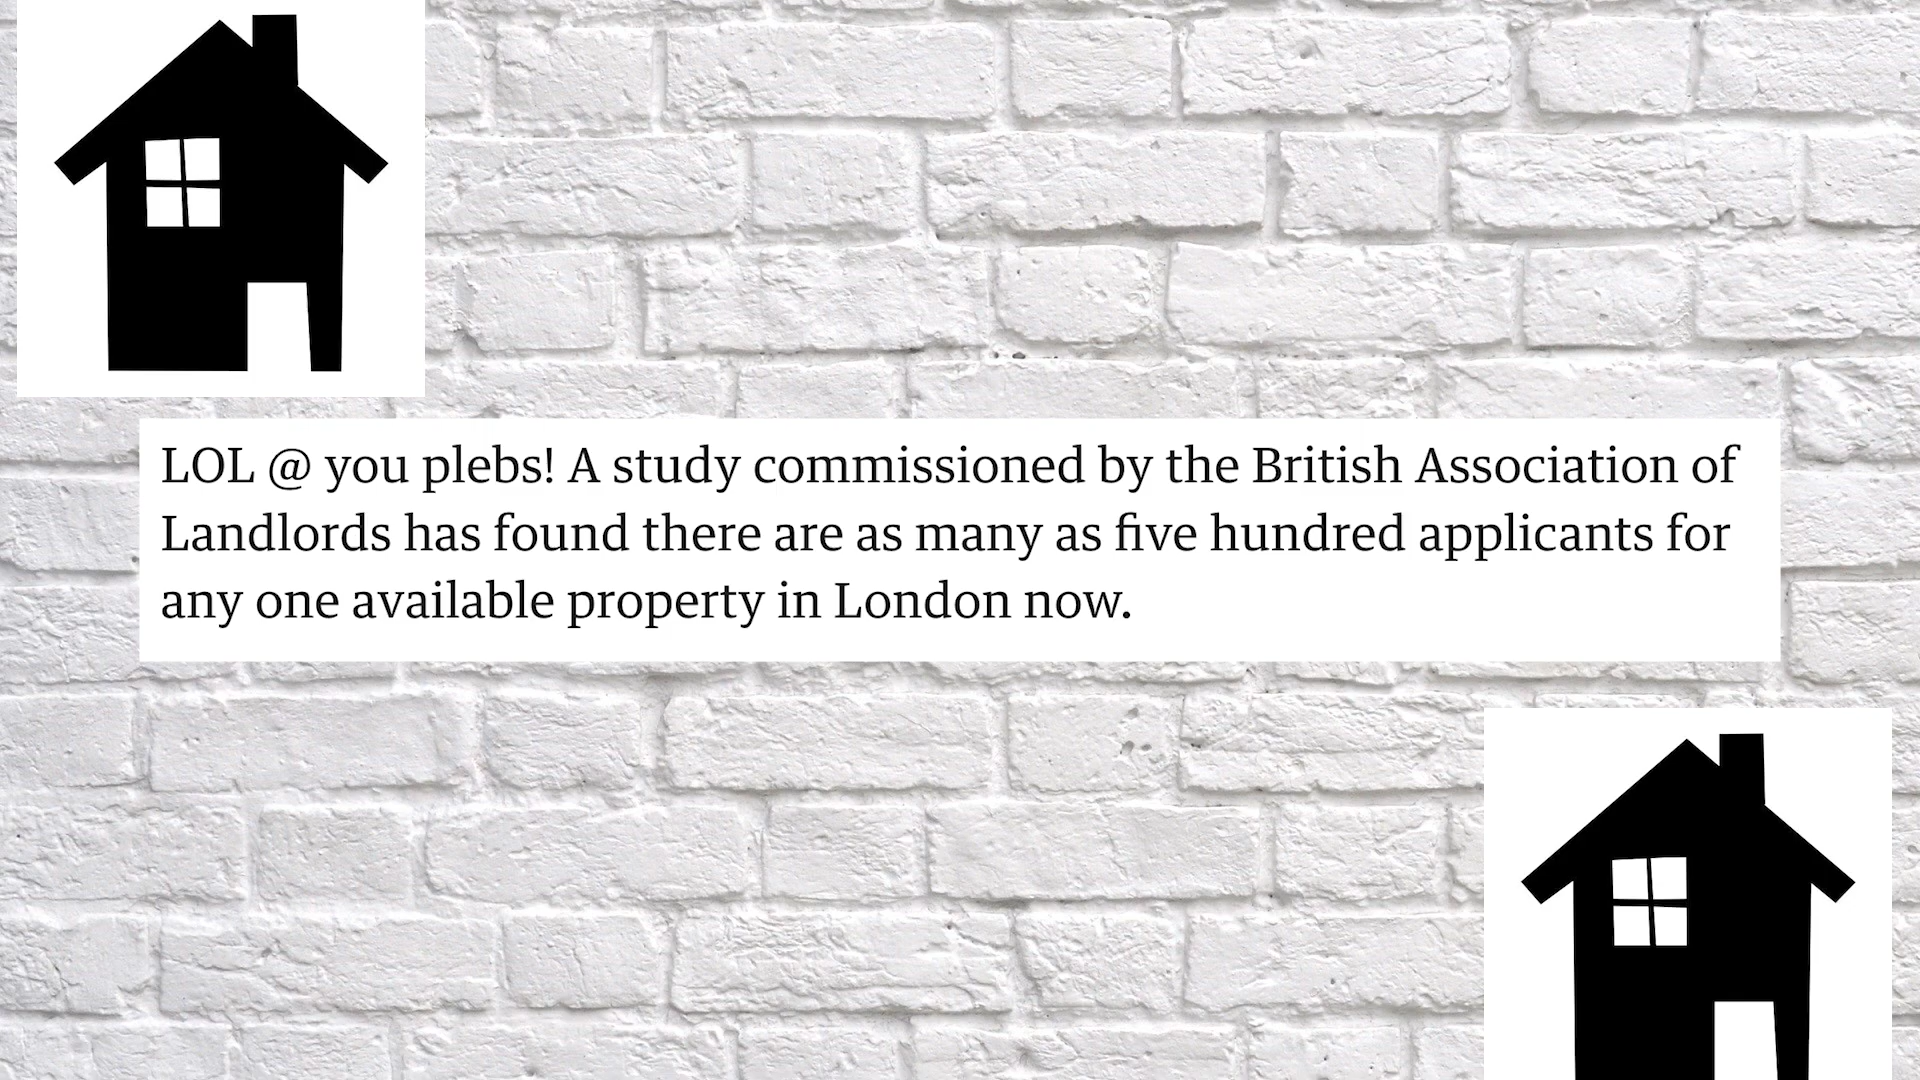 LOL @ you plebs! A study commissioned by the British Association of
Landlords has found there are as many as five hundred applicants for
any one available property in London now.